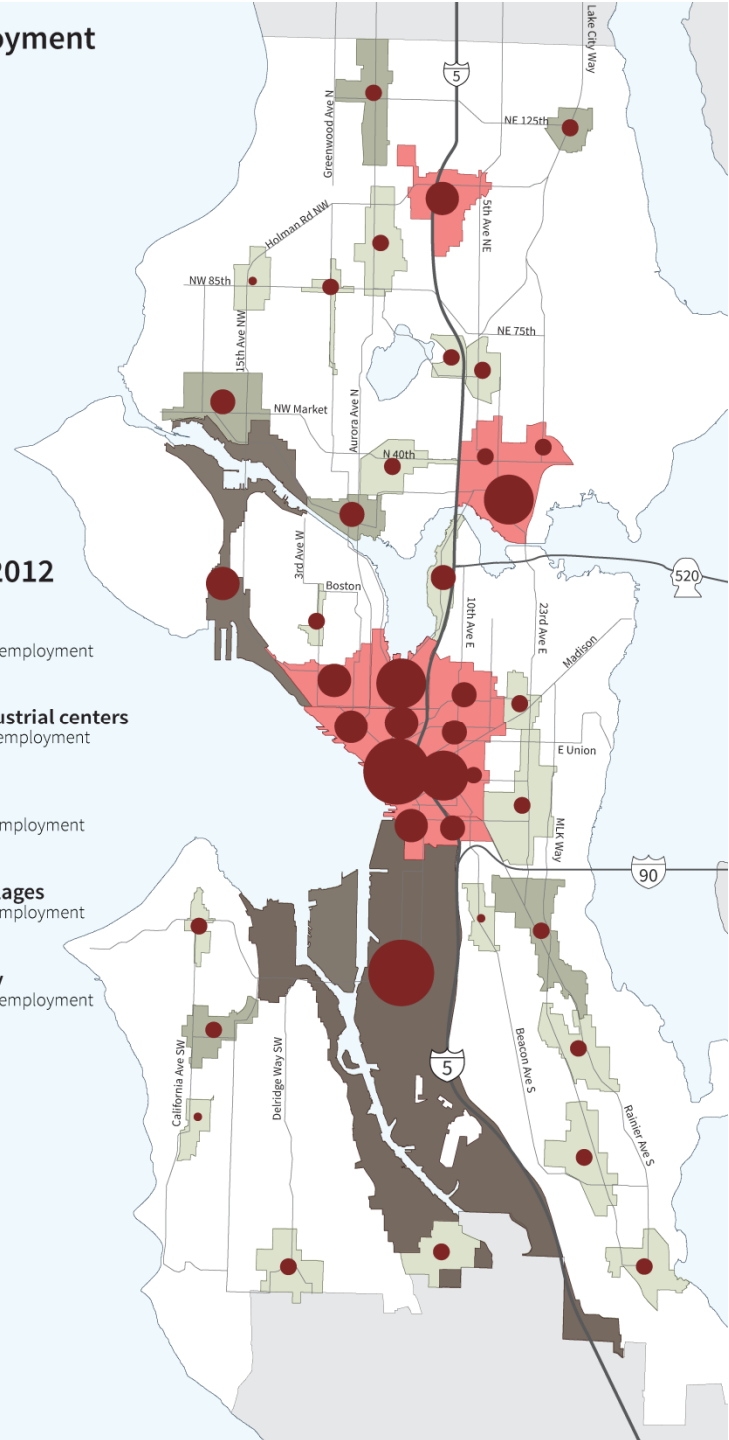 oyment
Lake City Way
5
Greenwood Ave N
NE 125th
5th Ave NE
Holman Rd NW
NW 85th
15th Ave NW
NE 75th
Aurora Ave N
NW Market
N 40th
2012
3rd Ave W
Boston
520
10th Ave E
23rd Ave E
Madison
employment
ustrial centers
employment
E Union
mployment
MLK Way
90
lages
mployment
y
employment
California Ave SW
Delridge Way SW
5
Beacon Ave S
Rainier Ave S